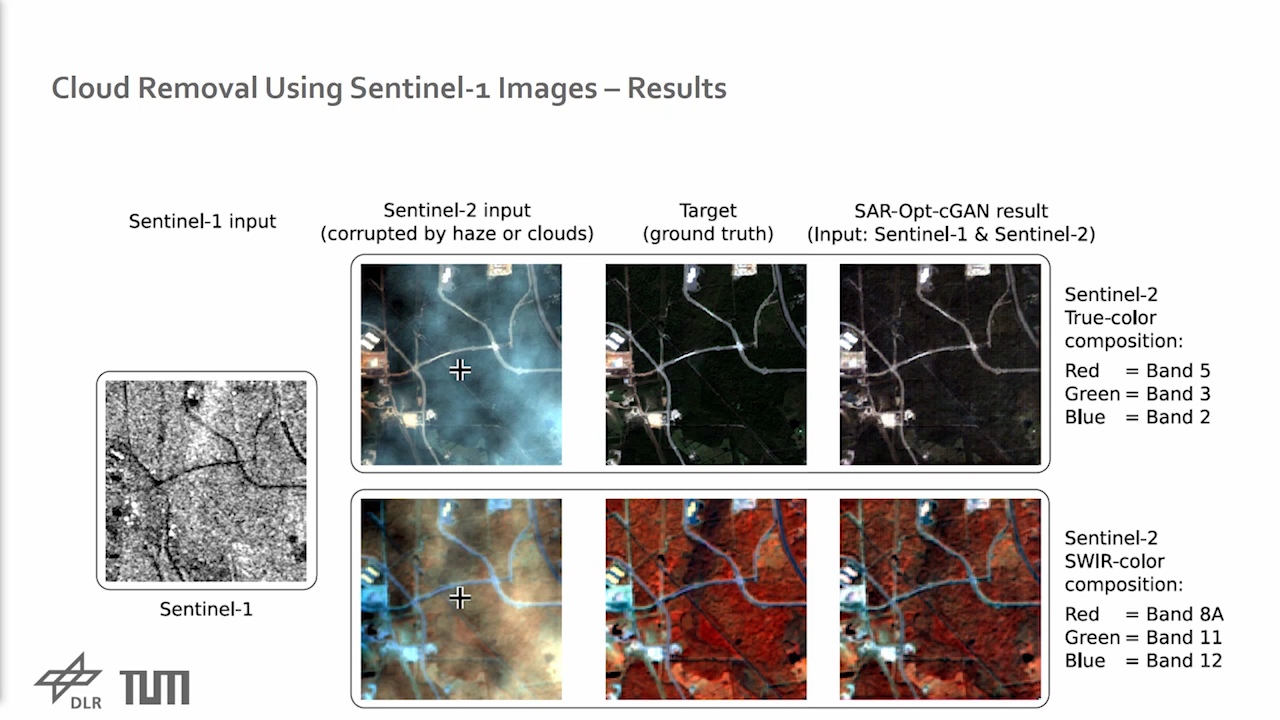 Cloud Removal Using Sentinel-1 Images – Results
Sentinel-1 input
Sentinel-2 input
(corrupted by haze or clouds)
Target
(ground truth)
SAR-Opt-cGAN result
(Input: Sentinel-1 & Sentinel-2)
Sentinel-2
True-color
composition:
Red = Band 5
Green = Band 3
Blue = Band 2
Sentinel-1
Sentinel-2
SWIR-color
composition:
Red = Band 8A
Green = Band 11
Blue = Band 12
DLR
TUM